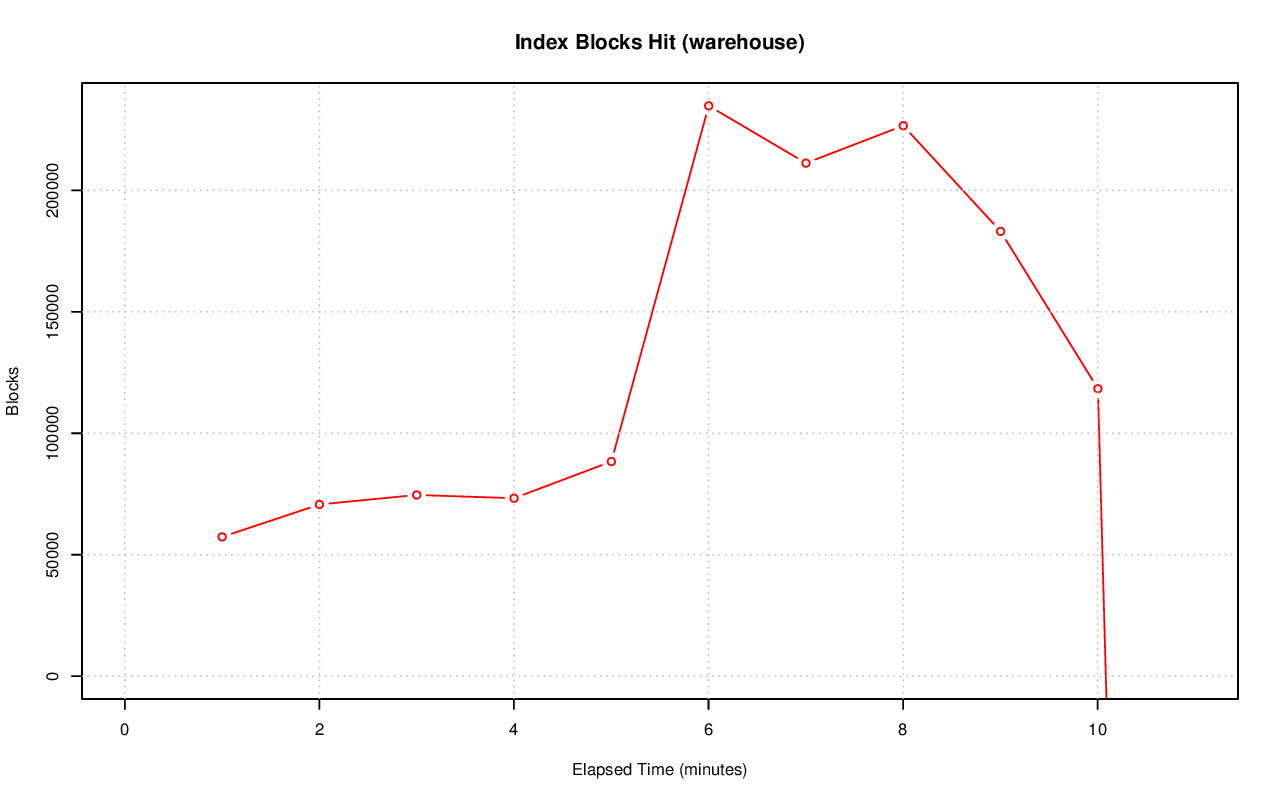 Index Blocks Hit (warehouse)
Blocks
200000
150000
100000
50000
0
0 2 4 6 8 10
Elapsed Time (minutes)